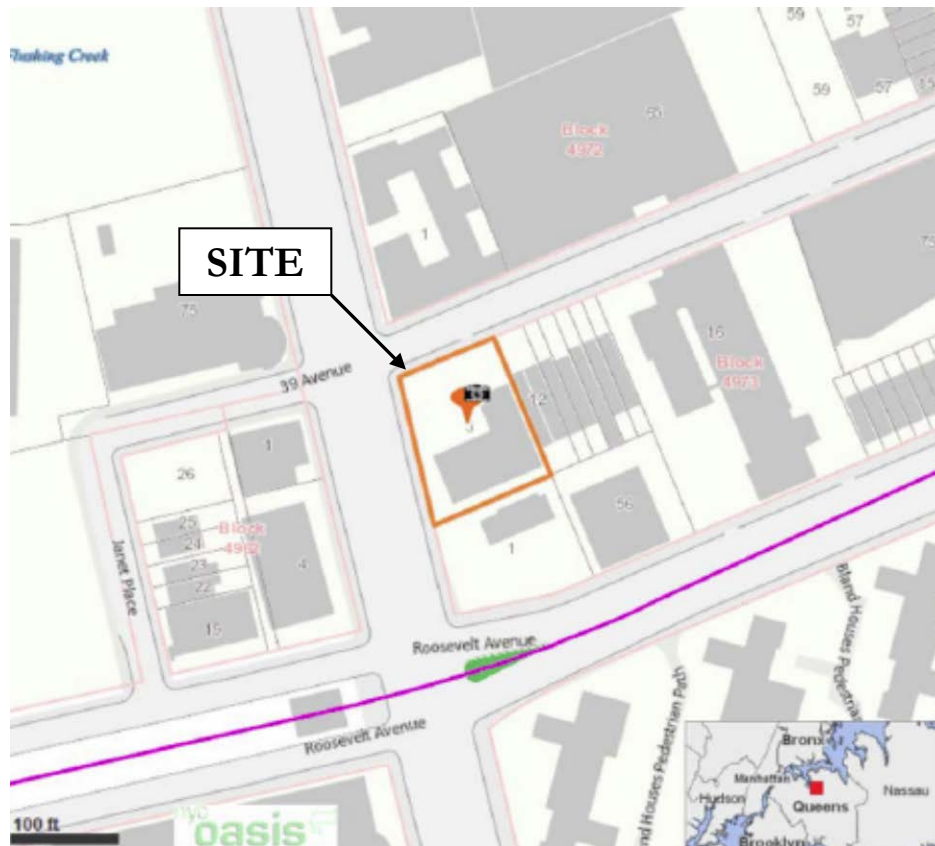 Flushing Creek
59
57
59
57
65
Block
4972
1
SITE
75
39 Avenue
16
Block
4973
12
3
1
26
25
24
23
22
Block
4962
4
15
56
1
Janet Place
Roosevelt Avenue
Roosevelt Avenue
Bland Houses Pedestrian Path
Bland Houses Pedestrian
Bronx
Manhattan
Hudson
Queens
Nassau
Brooklyn
100 ft
nyc
oasis